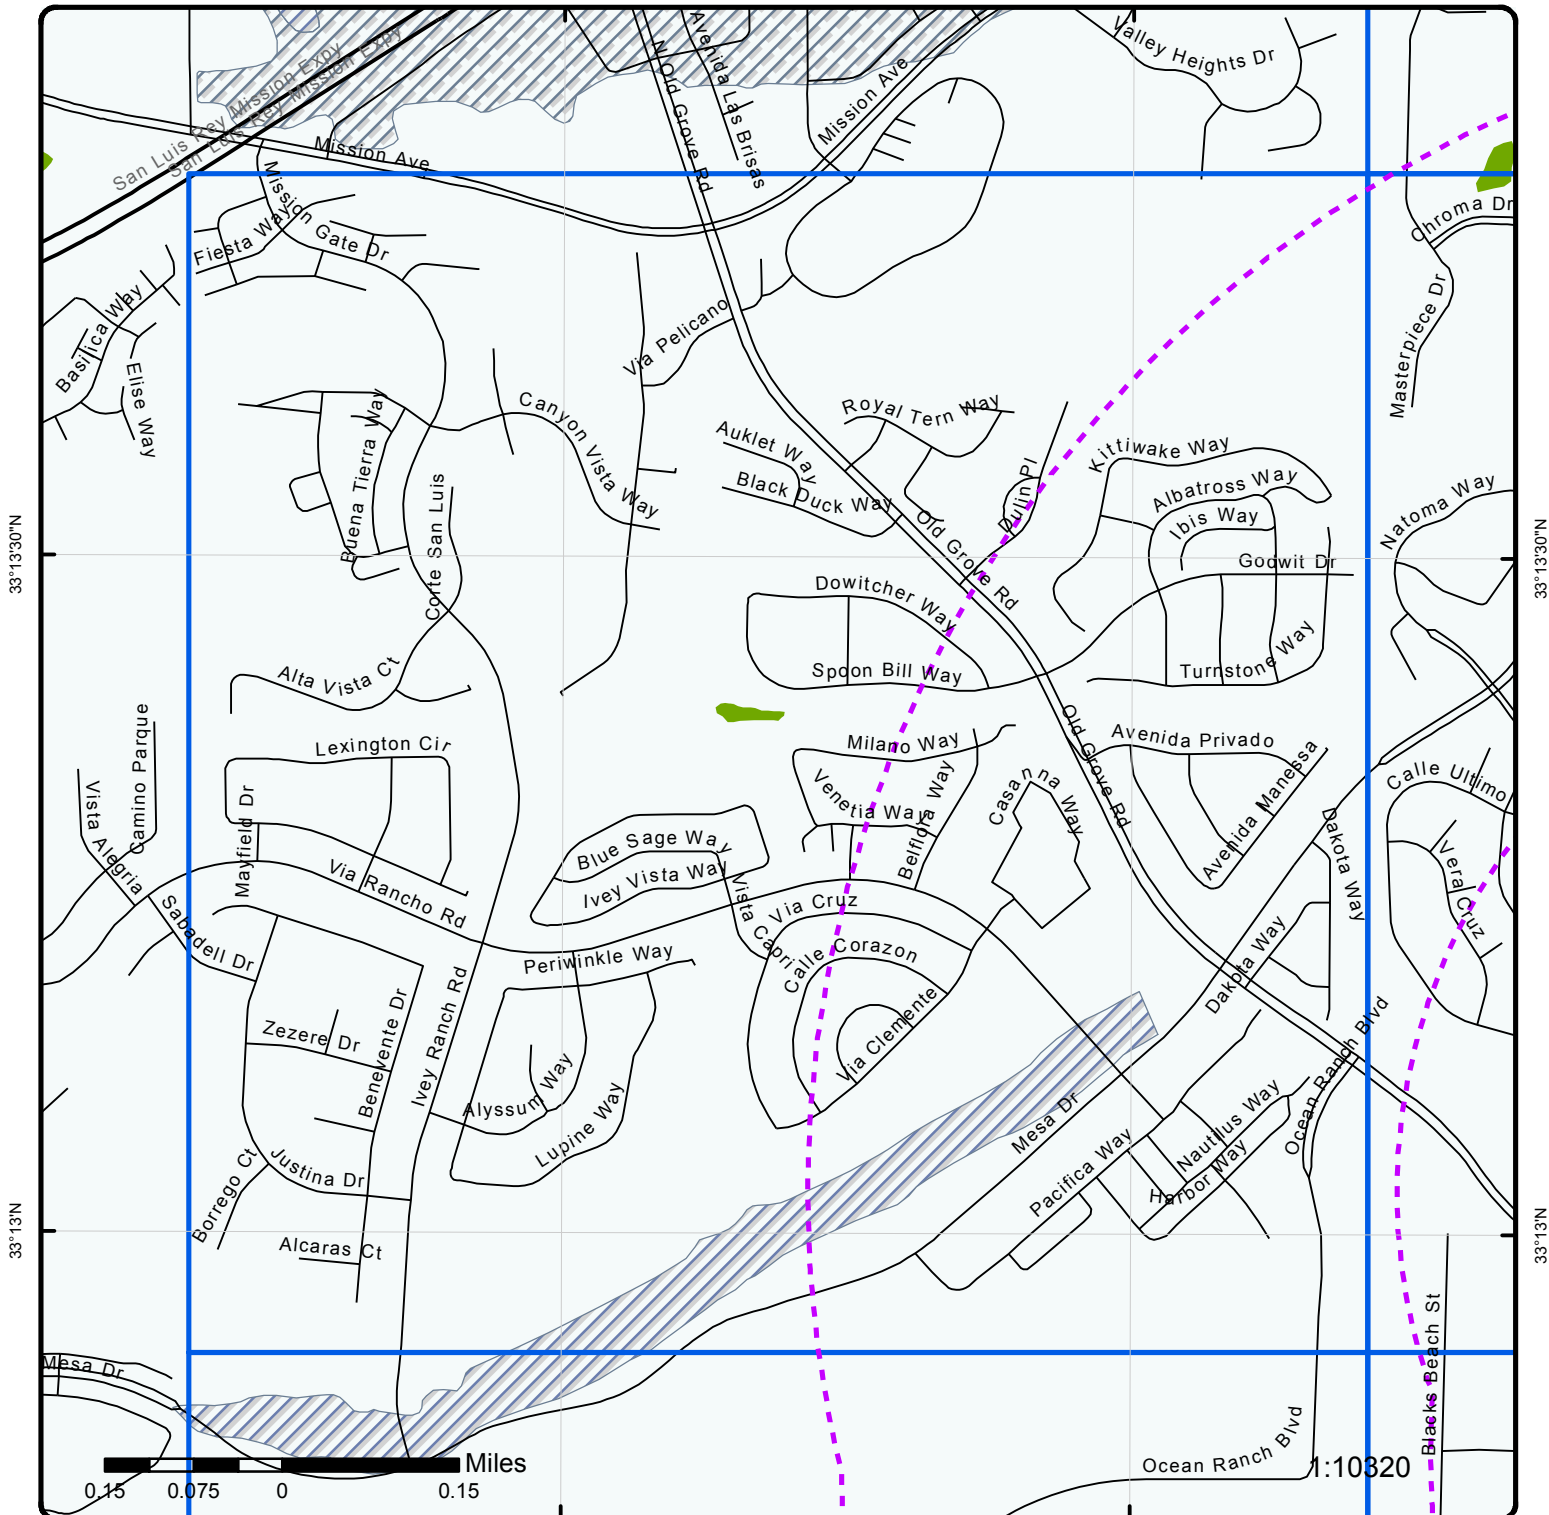 Valley Heights Dr
Avenida Las Brisas
N Old Grove Rd
San Luis Rey Mission Expy
San Luis Rey Mission Expy
Mission Ave
Mission Ave
Mission Gate Dr
Fiesta Way
Chroma Dr
Basilica Way
Elise Way
Via Pelicano
Masterpiece Dr
Buena Tierra Way
Canyon Vista Way
Royal Tern Way
Auklet Way
Black Duck Way
Kittiwake Way
Albatross Way
Ibis Way
Natoma Way
Dulin Pl
Old Grove Rd
Godwit Dr
33°13'30"N
33°13'30"N
Corte San Luis
Dowitcher Way
Spoon Bill Way
Turnstone Way
Alta Vista Ct
Camino Parque
Lexington Cir
Milano Way
Old Grove Rd
Avenida Privado
Avenida Manessa
Calle Ultimo
Vista Alegria
Mayfield Dr
Venetia Way
Belflora Way
Casanna Way
Dakota Way
Vera Cruz
Blue Sage Way
Ivey Vista Way
Via Rancho Rd
Vista Capri
Via Cruz
Sabadell Dr
Periwinkle Way
Calle Corazon
Dakota Way
Zezere Dr
Benevente Dr
Ivey Ranch Rd
Via Clemente
Ocean Ranch Blvd
Alyssum Way
Lupine Way
Mesa Dr
Nautilus Way
Pacifica Way
Harbor Way
Borrego Ct
Justina Dr
Alcaras Ct
33°13'N
33°13'N
Mesa Dr
Blacks Beach St
Ocean Ranch Blvd
1:10320
Miles
0.15 0.075 0 0.15